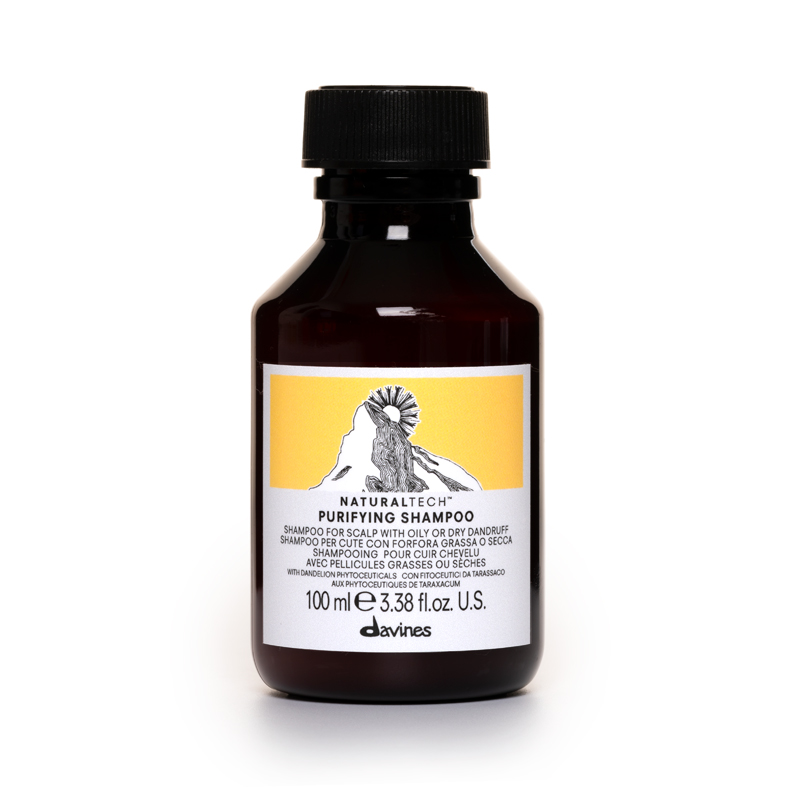 NATURALTECH™
PURIFYING SHAMPOO
SHAMPOO FOR SCALP WITH OILY OR DRY DANDRUFF
SHAMPOO PER CUTE CON FORFORA GRASSA O SECCA
SHAMPOOING POUR CUIR CHEVELU
AVEC PELLICULES GRASSES OU SÈCHES
WITH DANDELION PHYTOCEUTICALS CON FITOCEUTICI DA TARASSACO
AUX PHYTOCEUTIQUES DE TARAXACUM
100 ml ℮ 3.38 fl.oz. U.S.
davines